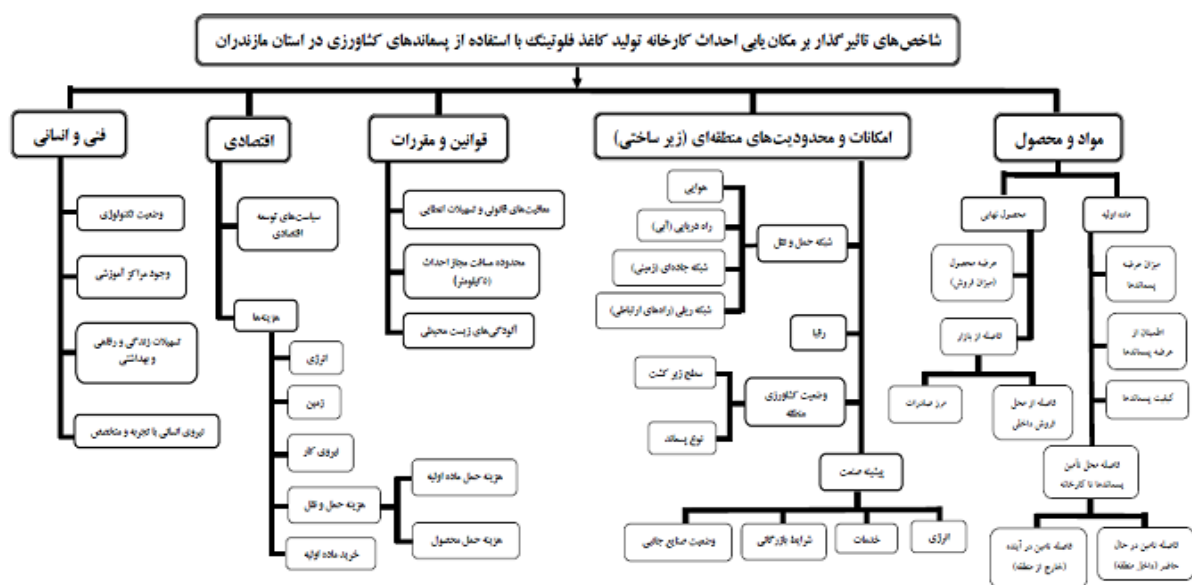 شاخص‌های تاثیرگذار بر مکان‌یابی احداث کارخانه تولید کاغذ فلوتینگ با استفاده از پسماندهای کشاورزی در استان مازندران
مواد و محصول
ماده اولیه
میزان عرضه
پسماندها
اطمینان از
عرضه پسماندها
کیفیت پسماندها
فاصله محل تأمین
پسماندها تا کارخانه
فاصله تامین در حال
حاضر (داخل منطقه)
فاصله تامین در آینده
(خارج از منطقه)
محصول نهایی
عرضه محصول
(میزان فروش)
فاصله از بازار
فاصله از محل
فروش داخلی
مرز صادرات
امکانات و محدودیت‌های منطقه‌ای (زیر ساختی)
شبکه حمل و نقل
هوایی
راه دریایی (آبی)
شبکه جاده‌ای (زمینی)
شبکه ریلی (راه‌های ارتباطی)
رقبا
وضعیت کشاورزی
منطقه
سطح زیر کشت
نوع پسماند
پیشینه صنعت
انرژی
خدمات
شرایط بازرگانی
وضعیت صنایع جانبی
قوانین و مقررات
معافیت‌های قانونی و تسهیلات اعطایی
محدوده مسافت مجاز احداث
(۵کیلومتر)
آلودگی‌های زیست محیطی
اقتصادی
سیاست‌های توسعه
اقتصادی
هزینه‌ها
انرژی
زمین
نیروی کار
هزینه حمل و نقل
هزینه حمل ماده اولیه
هزینه حمل محصول
خرید ماده اولیه
فنی و انسانی
وضعیت تکنولوژی
وجود مراکز آموزشی
تسهیلات زندگی و رفاهی
و بهداشتی
نیروی انسانی با تجربه و متخصص